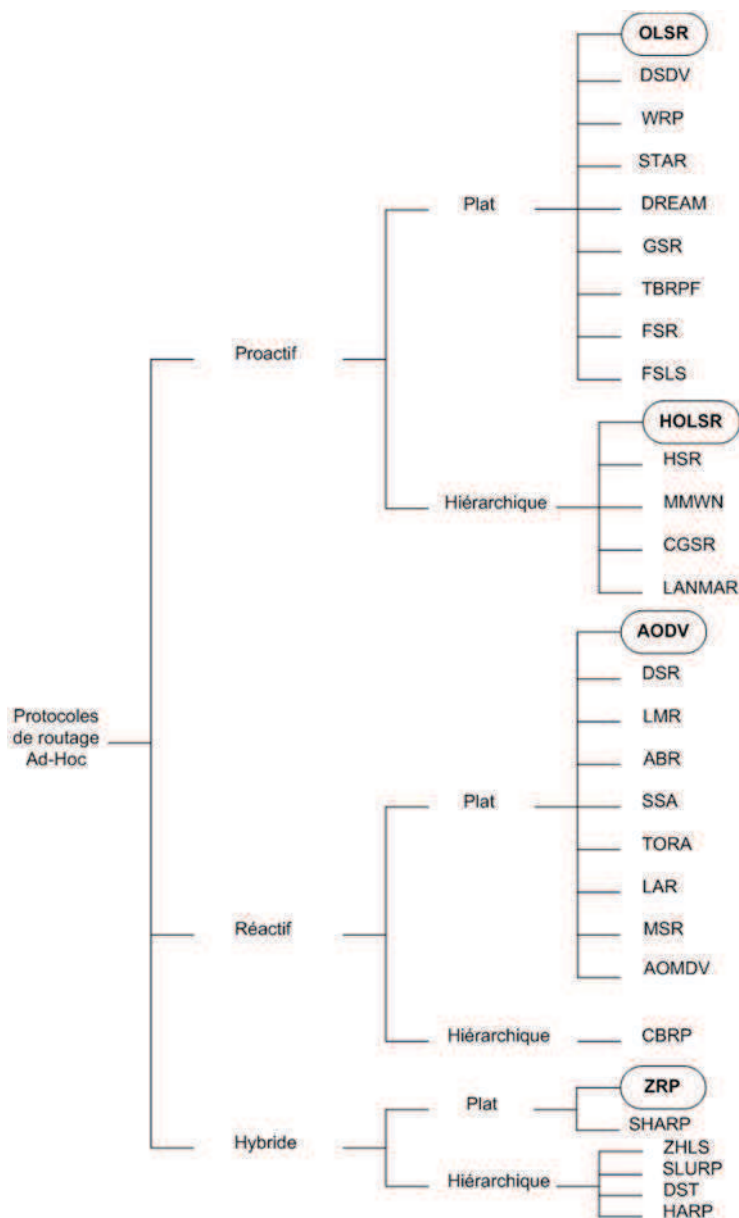 OLSR
DSDV
WRP
STAR
Plat
DREAM
GSR
TBRPF
Proactif
FSR
FSLS
HOLSR
HSR
Hiérarchique
MMWN
CGSR
LANMAR
AODV
DSR
Protocoles
de routage
Ad-Hoc
LMR
ABR
Plat
SSA
TORA
LAR
Réactif
MSR
AOMDV
Hiérarchique
CBRP
ZRP
Plat
SHARP
Hybride
ZHLS
SLURP
Hiérarchique
DST
HARP